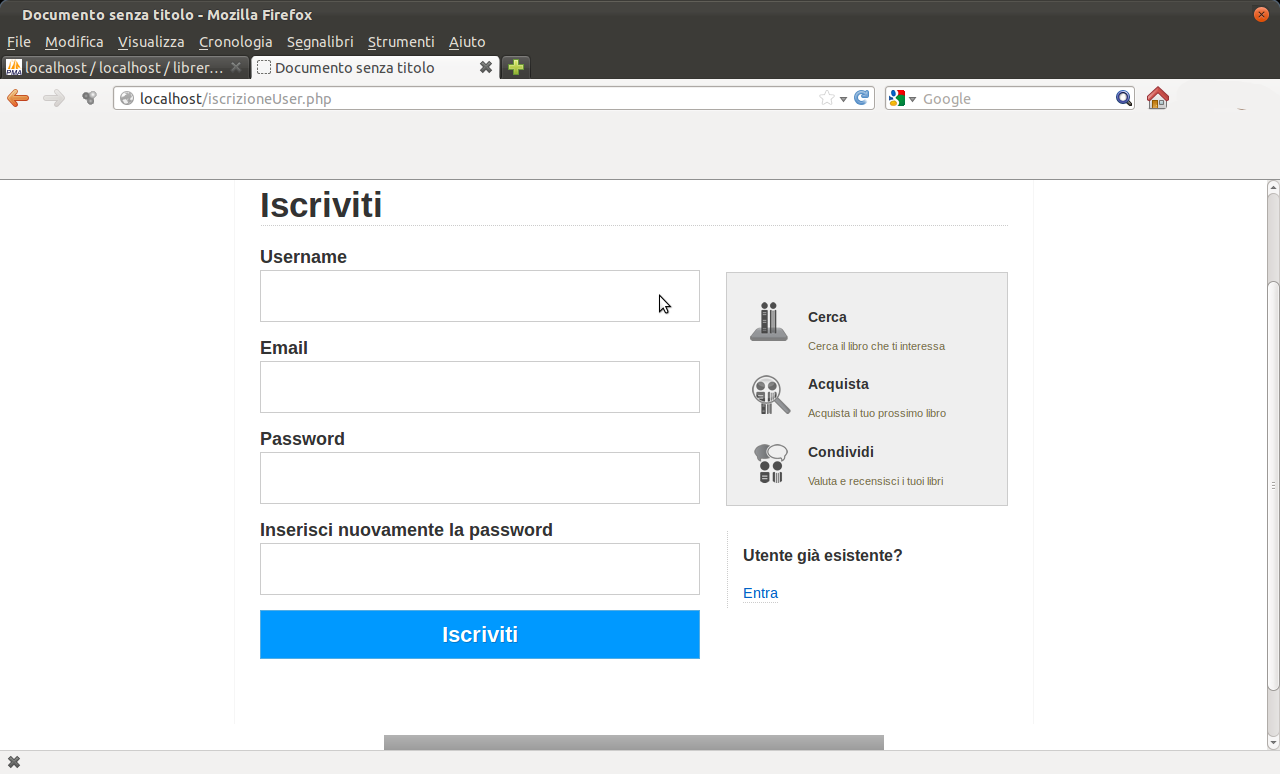 Documento senza titolo - Mozilla Firefox
File Modifica Visualizza Cronologia Segnalibri Strumenti Aiuto
localhost / localhost / librer... Documento senza titolo
localhost/iscrizioneUser.php Google
Iscriviti
Username
Email
Password
Inserisci nuovamente la password
Iscriviti
Cerca
Cerca il libro che ti interessa
Acquista
Acquista il tuo prossimo libro
Condividi
Valuta e recensisci i tuoi libri
Utente già esistente?
Entra